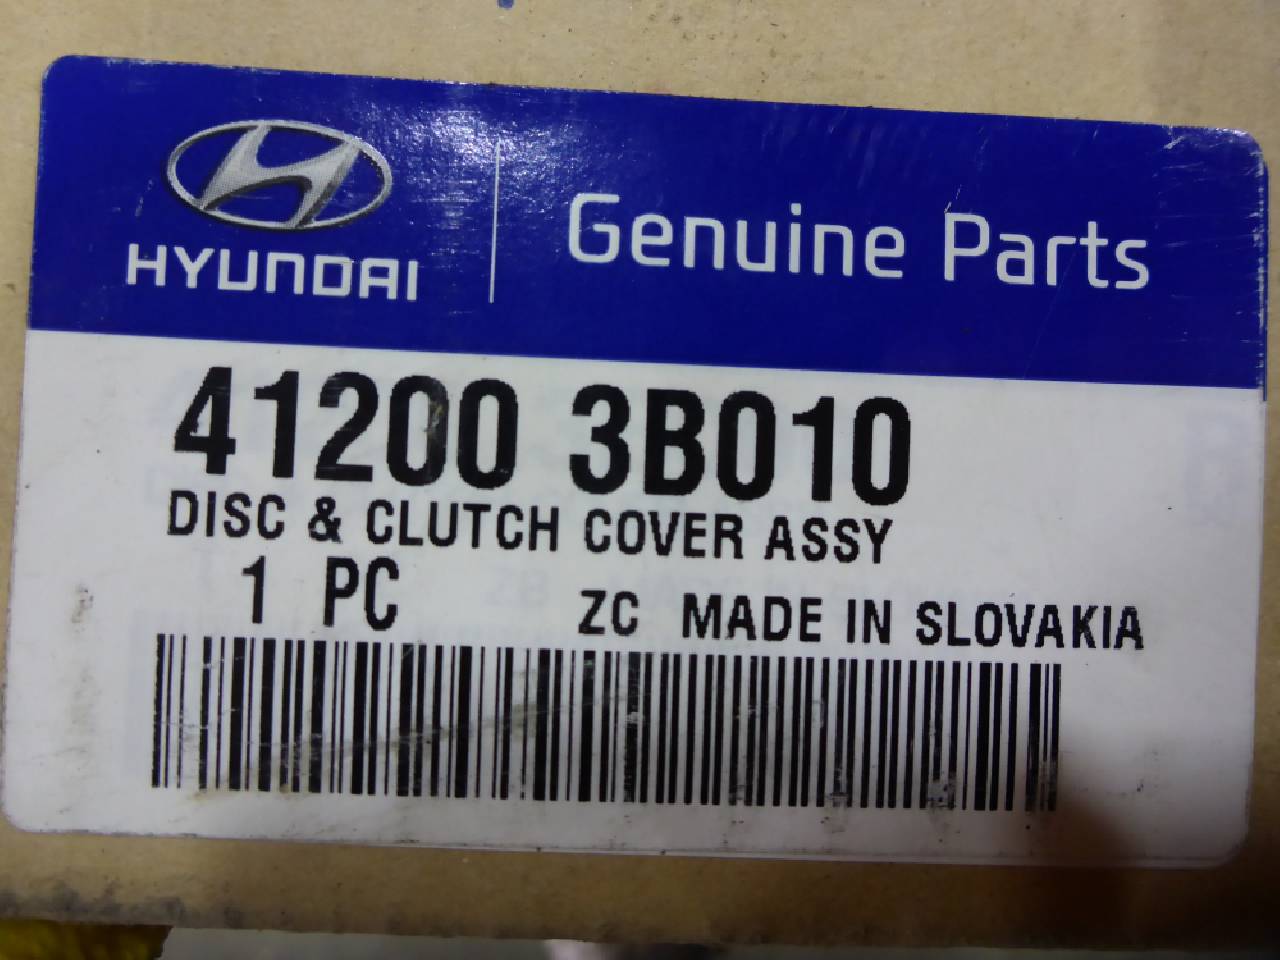 HYUNDAI
Genuine Parts
41200 3B010
DISC & CLUTCH COVER ASSY
1 PC ZC MADE IN SLOVAKIA